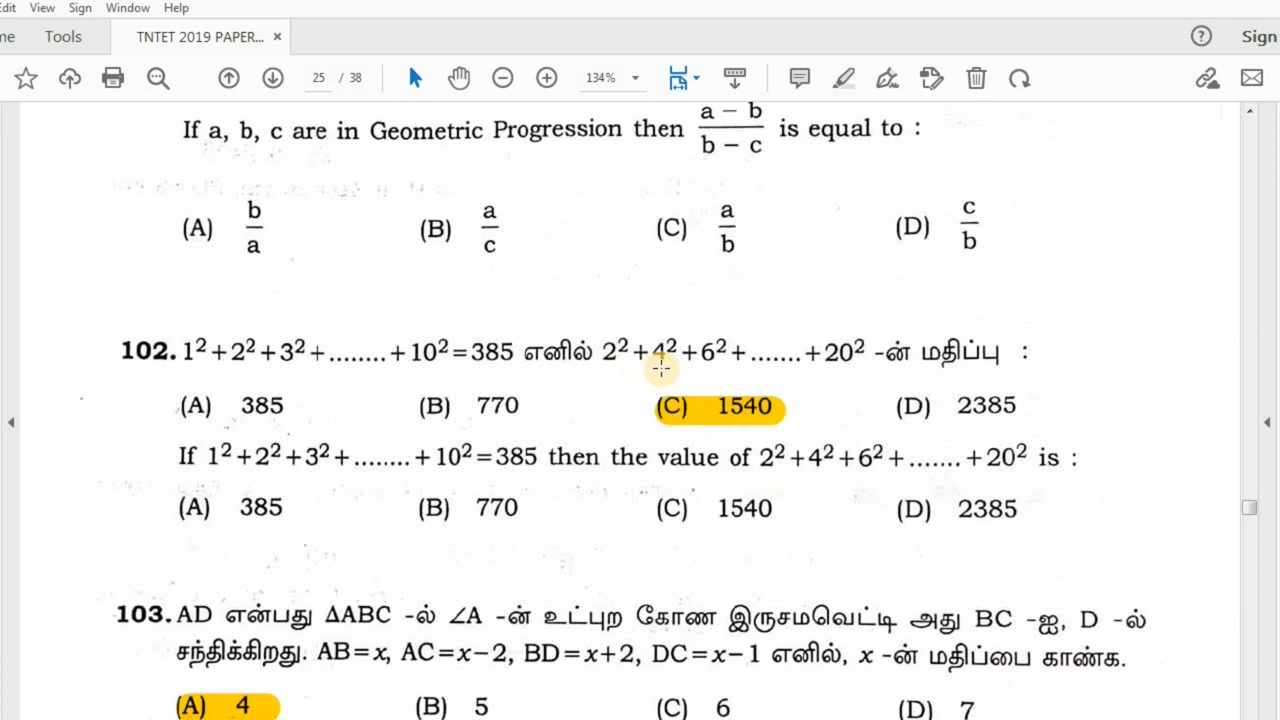 Edit View Sign Window Help
me Tools TNTET 2019 PAPER... × ? Sign
25 / 38 134%
If a, b, c are in Geometric Progression then (a − b)/(b − c) is equal to :
(A) b/a (B) a/c (C) a/b (D) c/b
102. 1² + 2² + 3² + ........ + 10² = 385 எனில் 2² + 4² + 6² + ....... + 20² -ன் மதிப்பு :
(A) 385 (B) 770 (C) 1540 (D) 2385
If 1² + 2² + 3² + ........ + 10² = 385 then the value of 2² + 4² + 6² + ....... + 20² is :
(A) 385 (B) 770 (C) 1540 (D) 2385
103. AD என்பது ΔABC -ல் ∠A -ன் உட்புற கோண இருசமவெட்டி அது BC -ஐ, D -ல்
சந்திக்கிறது. AB = x, AC = x − 2, BD = x + 2, DC = x − 1 எனில், x -ன் மதிப்பை காண்க.
(A) 4 (B) 5 (C) 6 (D) 7